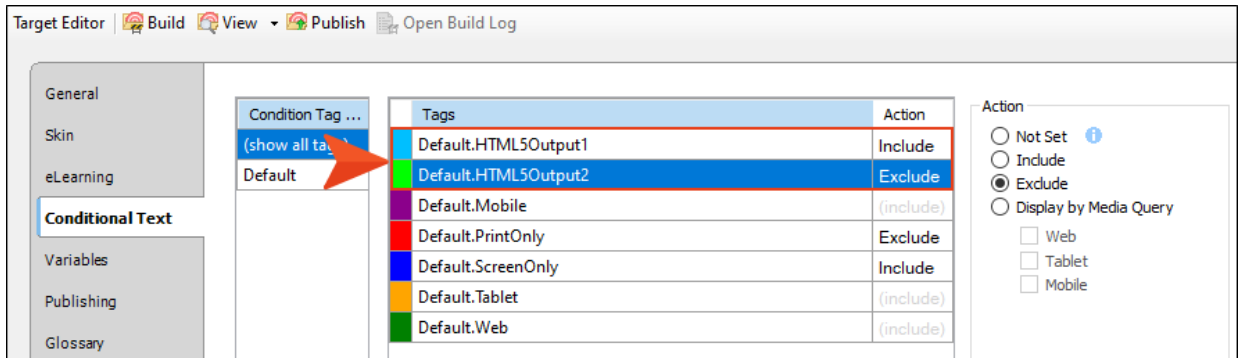 Target Editor Build View Publish Open Build Log
General
Skin
eLearning
Conditional Text
Variables
Publishing
Glossary
Condition Tag ...
(show all tag
Default
Tags Action
Default.HTML5Output1 Include
Default.HTML5Output2 Exclude
Default.Mobile (include)
Default.PrintOnly Exclude
Default.ScreenOnly Include
Default.Tablet (include)
Default.Web (include)
Action
Not Set
Include
Exclude
Display by Media Query
Web
Tablet
Mobile